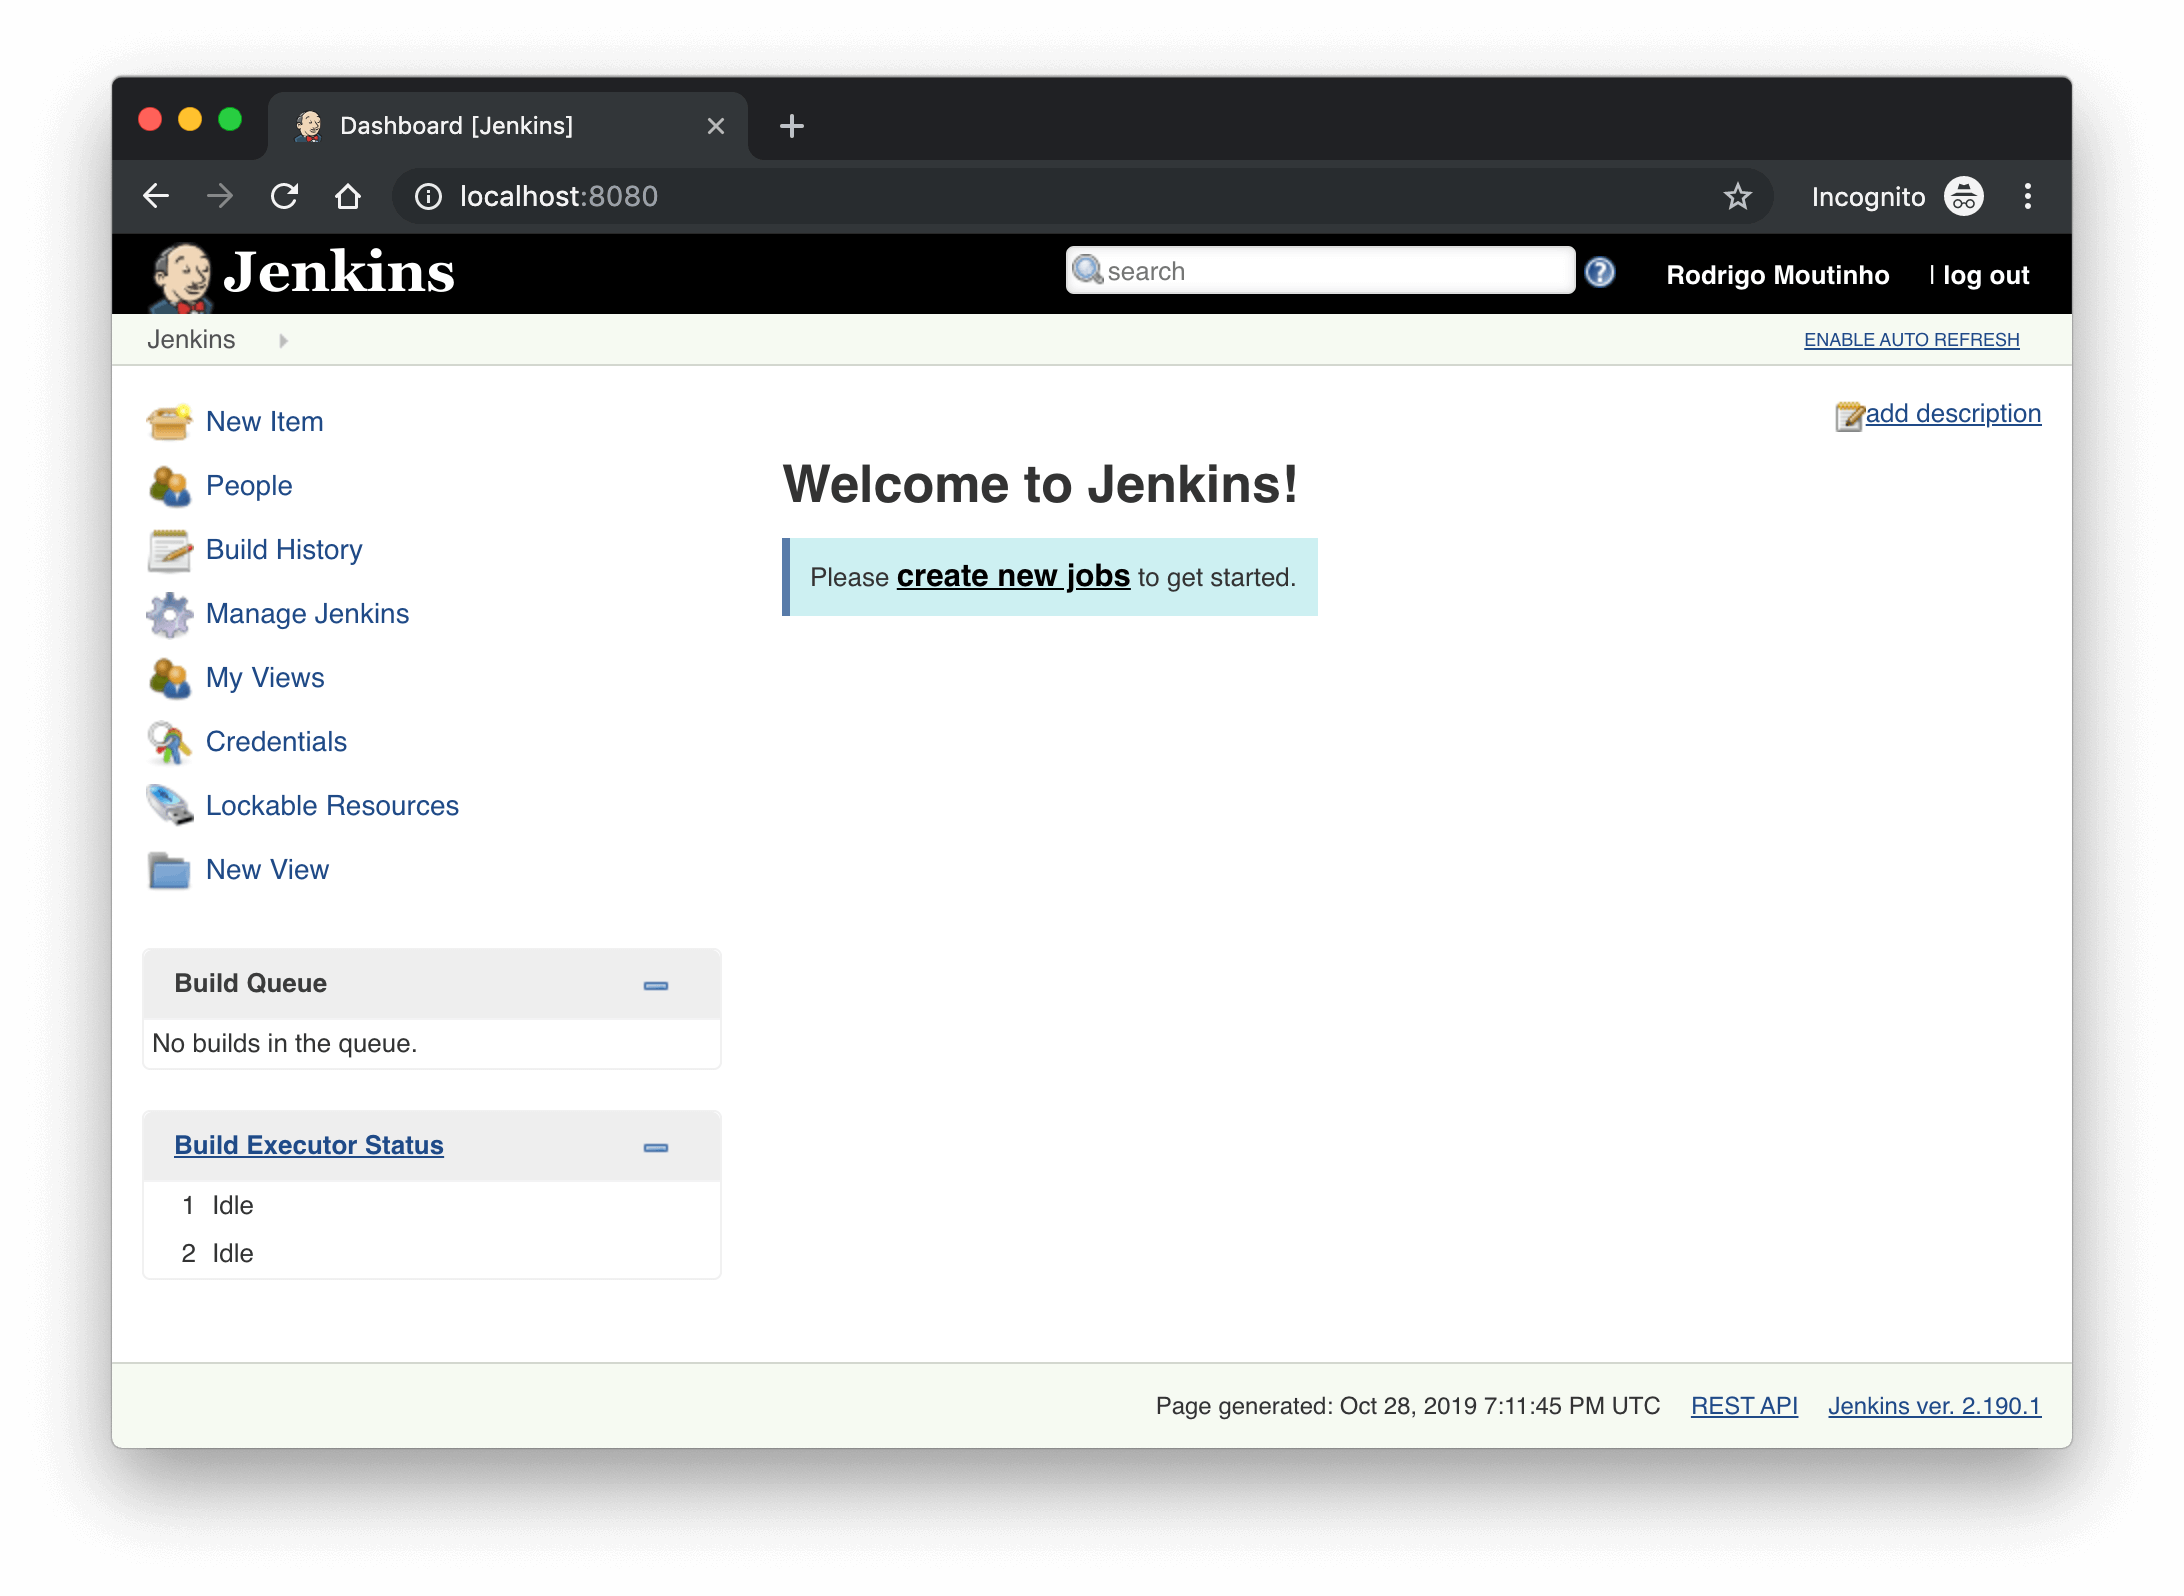 Dashboard [Jenkins]
localhost:8080
Incognito
Jenkins
search
Rodrigo Moutinho
| log out
Jenkins
ENABLE AUTO REFRESH
New Item
People
Build History
Manage Jenkins
My Views
Credentials
Lockable Resources
New View
Build Queue
No builds in the queue.
Build Executor Status
1 Idle
2 Idle
add description
Welcome to Jenkins!
Please create new jobs to get started.
Page generated: Oct 28, 2019 7:11:45 PM UTC REST API Jenkins ver. 2.190.1